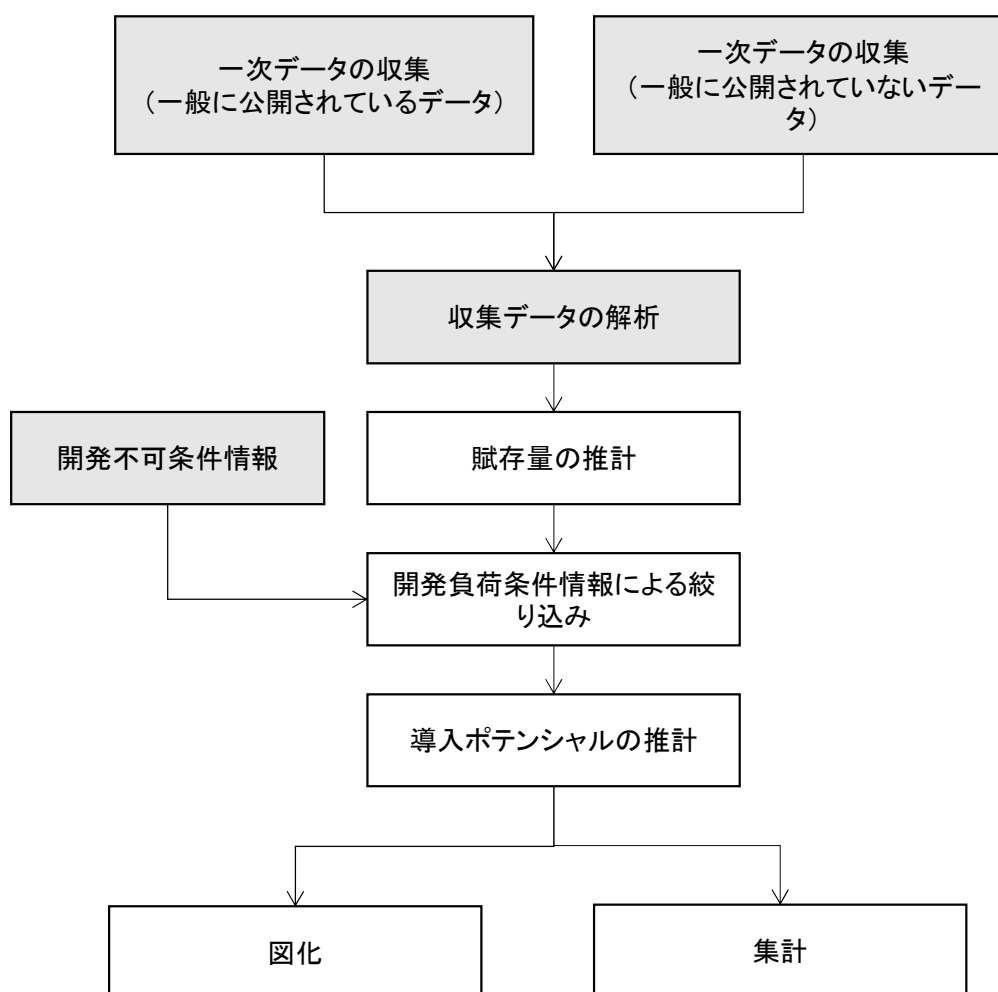 一次データの収集
（一般に公開されているデータ）
一次データの収集
（一般に公開されていないデー
タ）
収集データの解析
開発不可条件情報
賦存量の推計
開発負荷条件情報による絞
り込み
導入ポテンシャルの推計
図化
集計